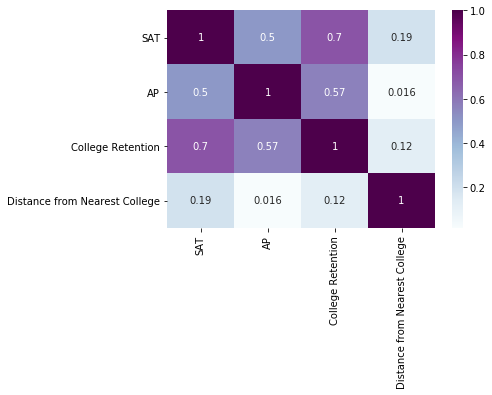 SAT 1 0.5 0.7 0.19
AP 0.5 1 0.57 0.016
College Retention 0.7 0.57 1 0.12
Distance from Nearest College 0.19 0.016 0.12 1
SAT
AP
College Retention
Distance from Nearest College
1.0
0.8
0.6
0.4
0.2